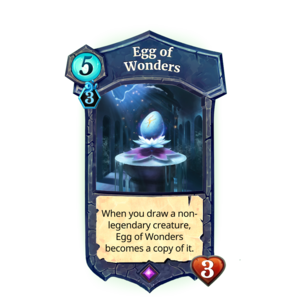 Egg of
Wonders
5
3
When you draw a non-
legendary creature,
Egg of Wonders
becomes a copy of it.
3